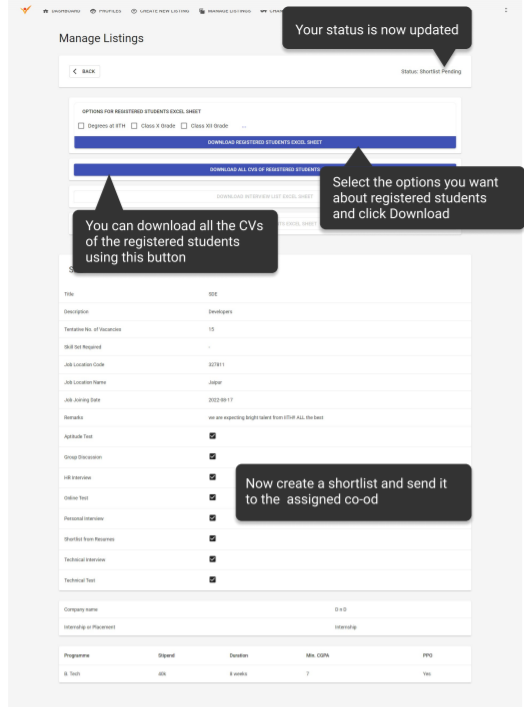 DASHBOARD PROFILES CREATE NEW LISTING MANAGE LISTINGS
Your status is now updated
Manage Listings
BACK
Status: Shortlist Pending
OPTIONS FOR REGISTERED STUDENTS EXCEL SHEET
Degrees at IITH Class X Grade Class XII Grade ...
DOWNLOAD REGISTERED STUDENTS EXCEL SHEET
DOWNLOAD ALL CVS OF REGISTERED STUDENTS
Select the options you want
about registered students
and click Download
DOWNLOAD INTERVIEW LIST EXCEL SHEET
You can download all the CVs
of the registered students
using this button
EXCEL SHEET
Title SDE
Description Developers
Tentative No. of Vacancies 15
Skill Set Required -
Job Location Code 327811
Job Location Name Jaipur
Job Joining Date 2022-08-17
Remarks we are expecting bright talent from IITH!! ALL the best
Aptitude Test
Group Discussion
HR Interview
Now create a shortlist and send it
to the assigned co-od
Online Test
Personal Interview
Shortlist from Resumes
Technical Interview
Technical Test
Company name D n D
Internship or Placement Internship
Programme Stipend Duration Min. CGPA PPO
B. Tech 40k 8 weeks 7 Yes